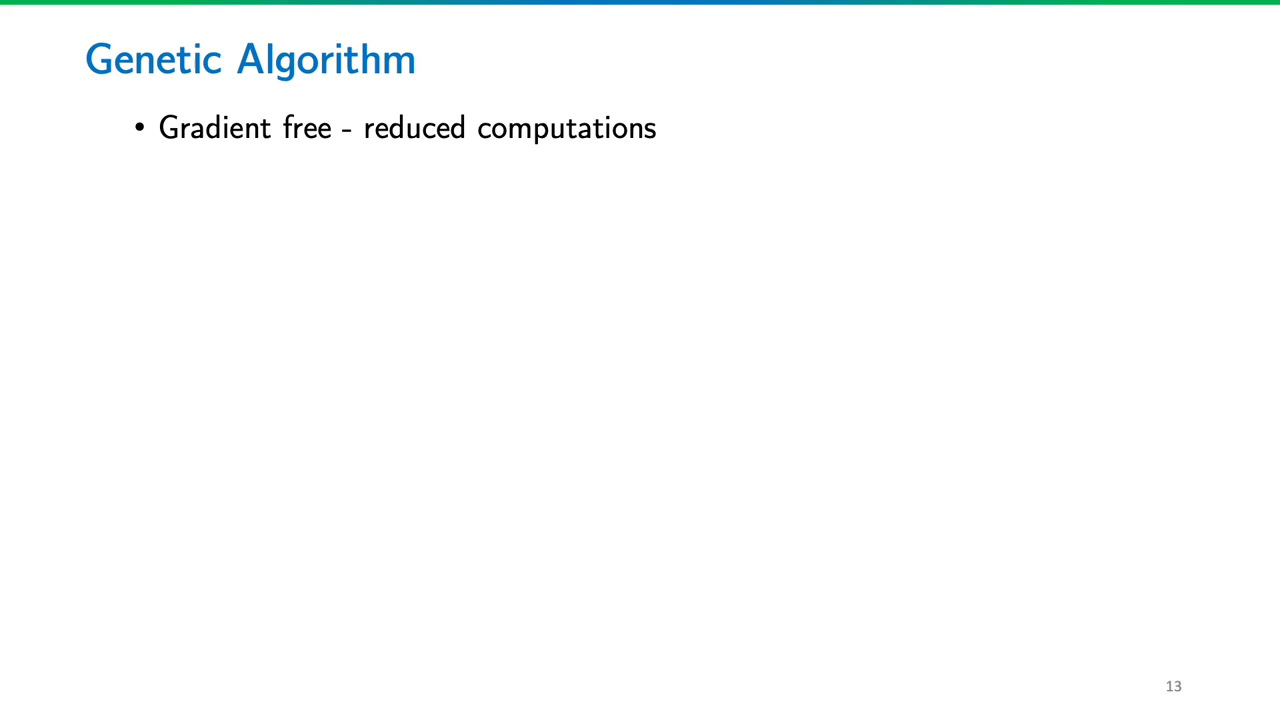 Genetic Algorithm
• Gradient free - reduced computations
13